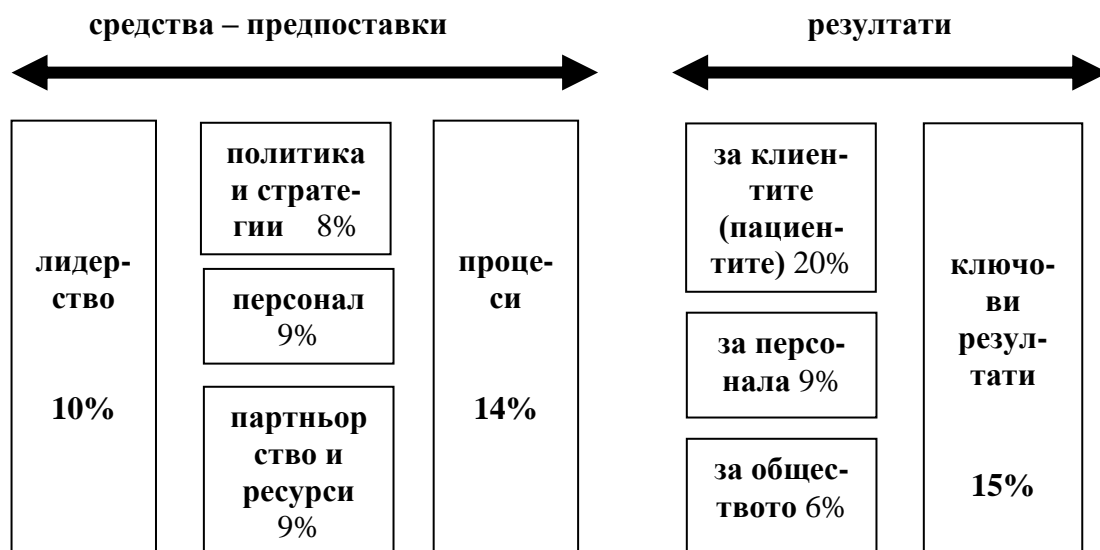 средства – предпоставки
резултати
лидер-
ство
10%
политика
и страте-
гии 8%
персонал
9%
партньор
ство и
ресурси
9%
проце-
си
14%
за клиен-
тите
(пациен-
тите) 20%
за персо-
нала 9%
за общес-
твото 6%
ключо-
ви
резул-
тати
15%